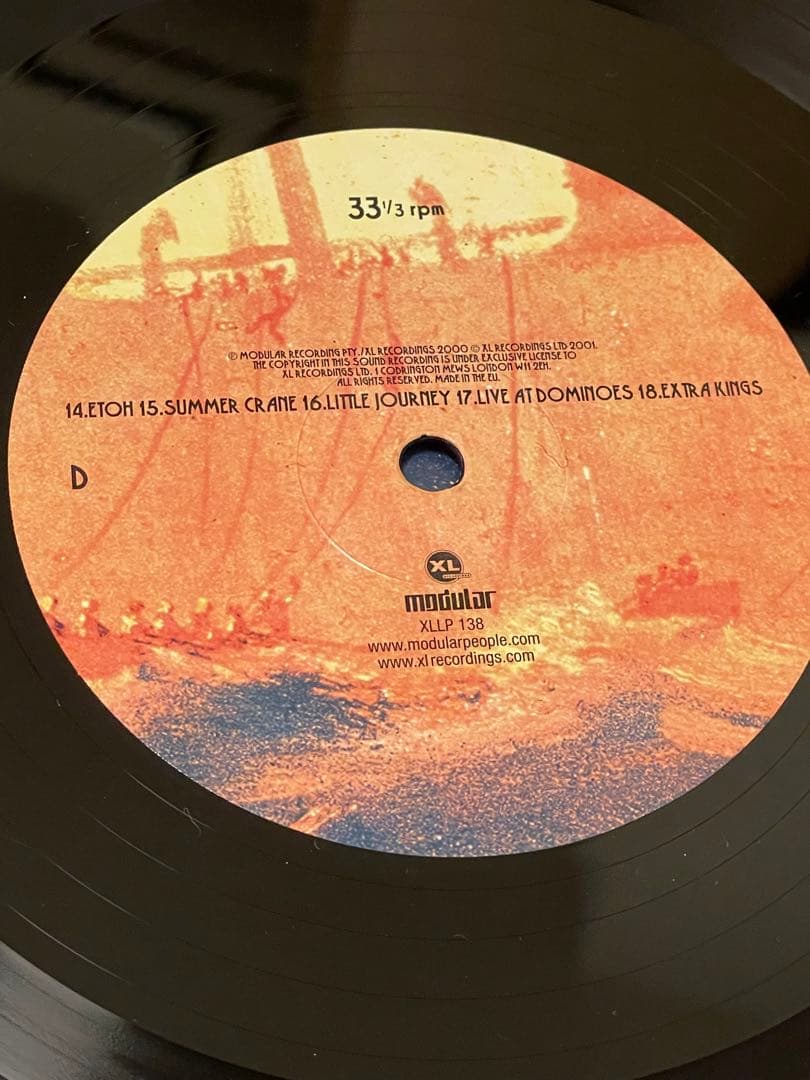 33 1/3 rpm
℗ MODULAR RECORDING PTY./XL RECORDINGS 2000 © XL RECORDINGS LTD 2001.
THE COPYRIGHT IN THIS SOUND RECORDING IS UNDER EXCLUSIVE LICENSE TO
XL RECORDINGS LTD. 1 CODRINGTON MEWS LONDON W11 2EH.
ALL RIGHTS RESERVED. MADE IN THE EU.
14.ETOH 15.SUMMER CRANE 16.LITTLE JOURNEY 17.LIVE AT DOMINOES 18.EXTRA KINGS
D
XL
modular
XLLP 138
www.modularpeople.com
www.xlrecordings.com